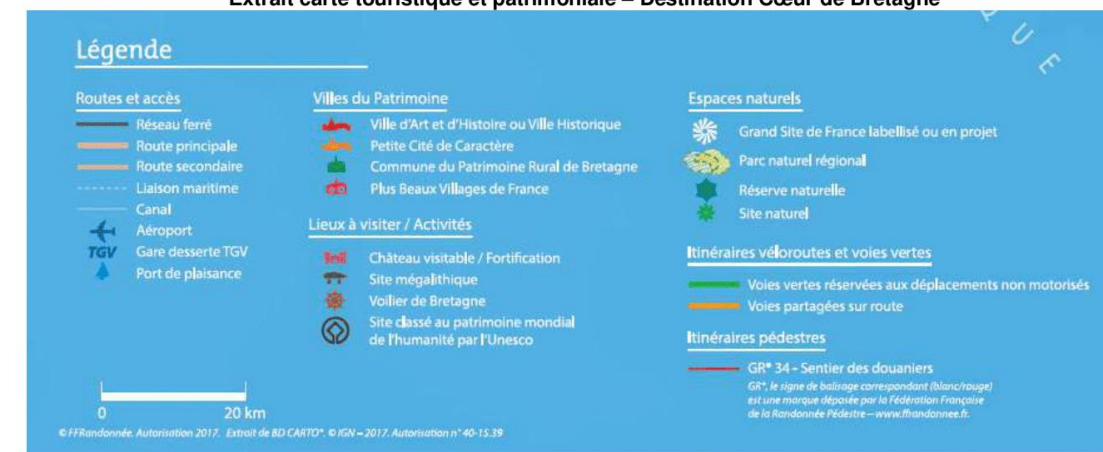 Extrait carte touristique et patrimoniale – Destination Cœur de Bretagne
Q U E
Légende
Routes et accès
Réseau ferré
Route principale
Route secondaire
Liaison maritime
Canal
Aéroport
TGV Gare desserte TGV
Port de plaisance
Villes du Patrimoine
Ville d'Art et d'Histoire ou Ville Historique
Petite Cité de Caractère
Commune du Patrimoine Rural de Bretagne
Plus Beaux Villages de France
Lieux à visiter / Activités
Château visitable / Fortification
Site mégalithique
Voilier de Bretagne
Site classé au patrimoine mondial
de l'humanité par l'Unesco
Espaces naturels
Grand Site de France labellisé ou en projet
Parc naturel régional
Réserve naturelle
Site naturel
Itinéraires véloroutes et voies vertes
Voies vertes réservées aux déplacements non motorisés
Voies partagées sur route
Itinéraires pédestres
GR® 34 - Sentier des douaniers
GR®, le signe de balisage correspondant (blanc/rouge)
est une marque déposée par la Fédération Française
de la Randonnée Pédestre – www.ffrandonnee.fr.
0 20 km
© FFRandonnée. Autorisation 2017. Extrait de BD CARTO®. © IGN – 2017. Autorisation n° 40-15.39